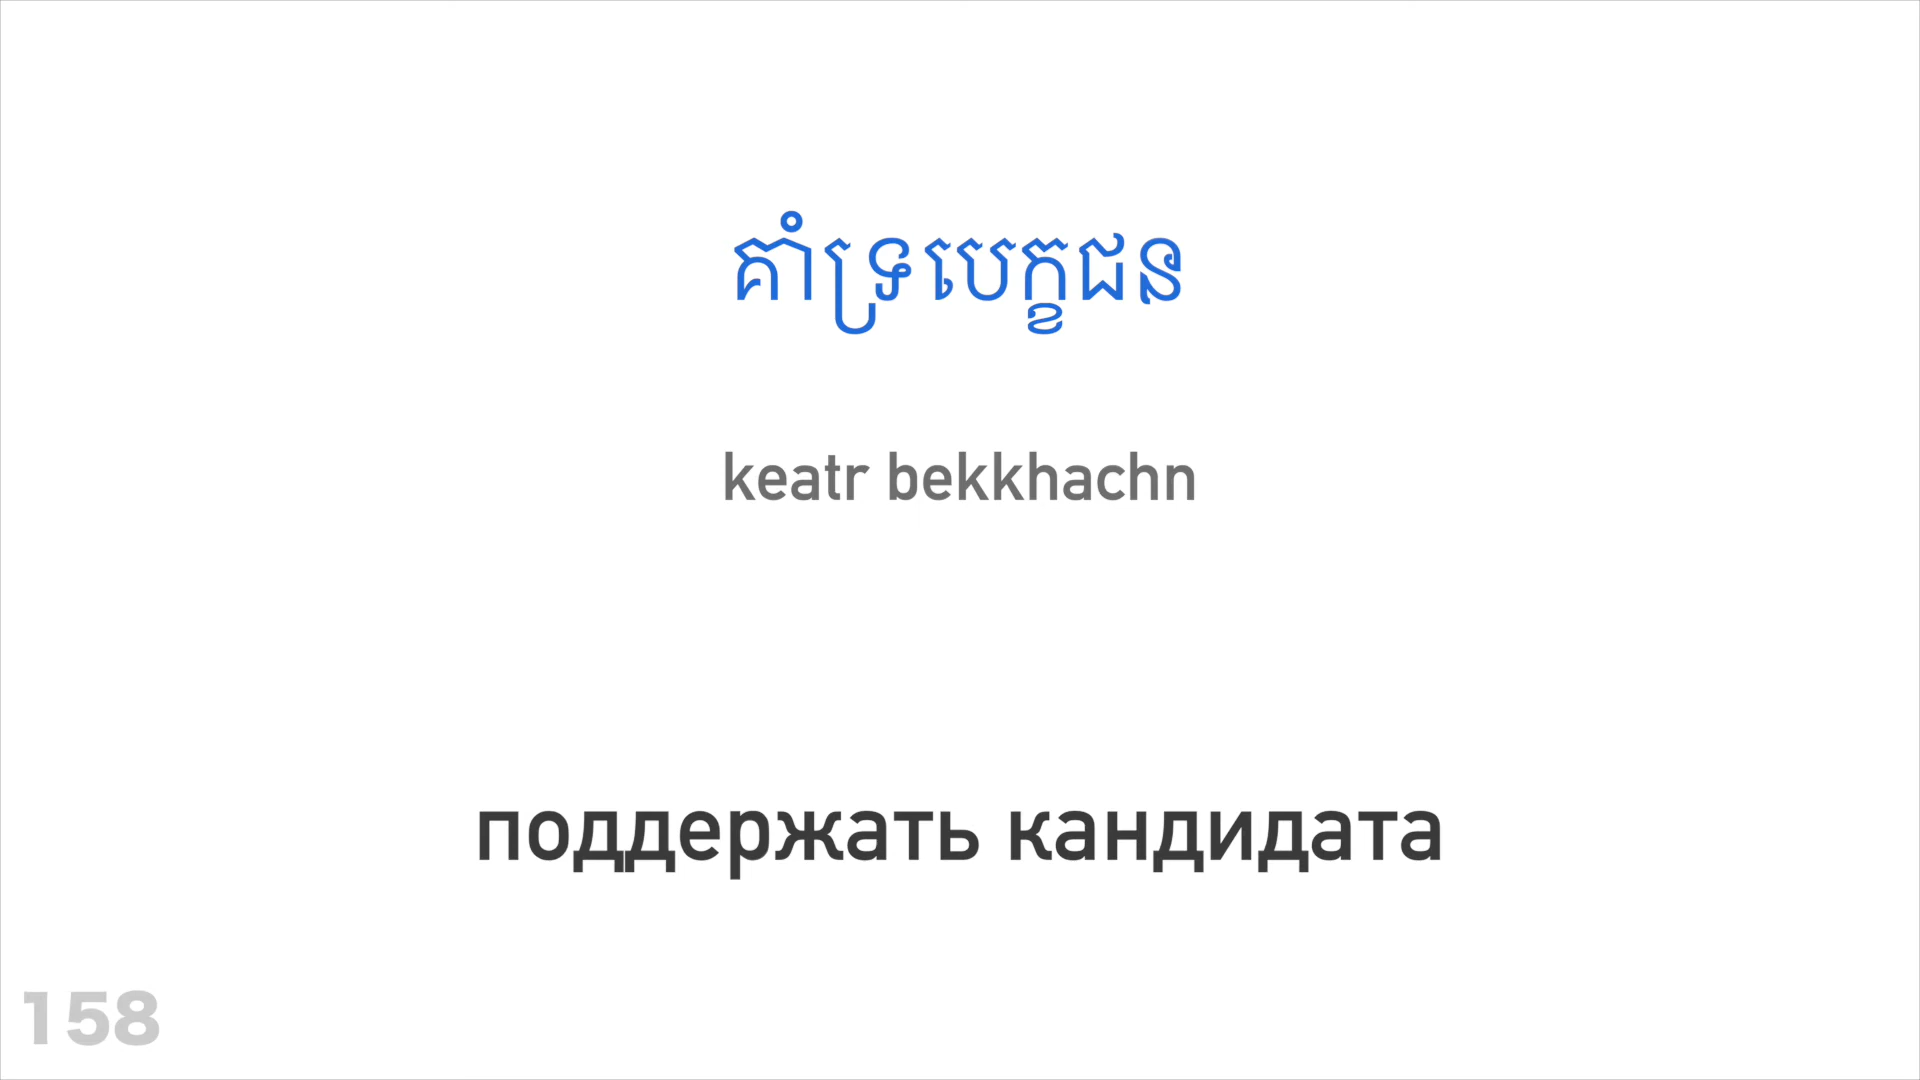 គាំទ្របេក្ខជន
keatr bekkhachn
поддержать кандидата
158